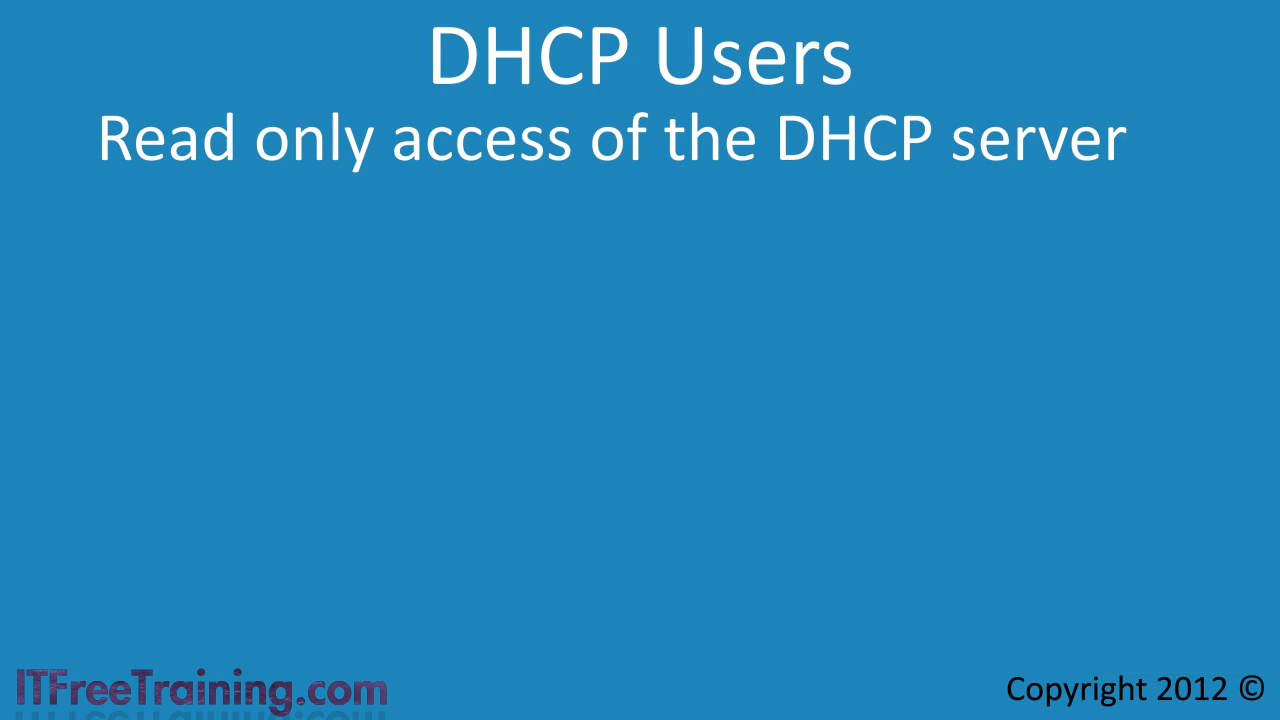 DHCP Users
Read only access of the DHCP server
ITFreeTraining.com
Copyright 2012 ©